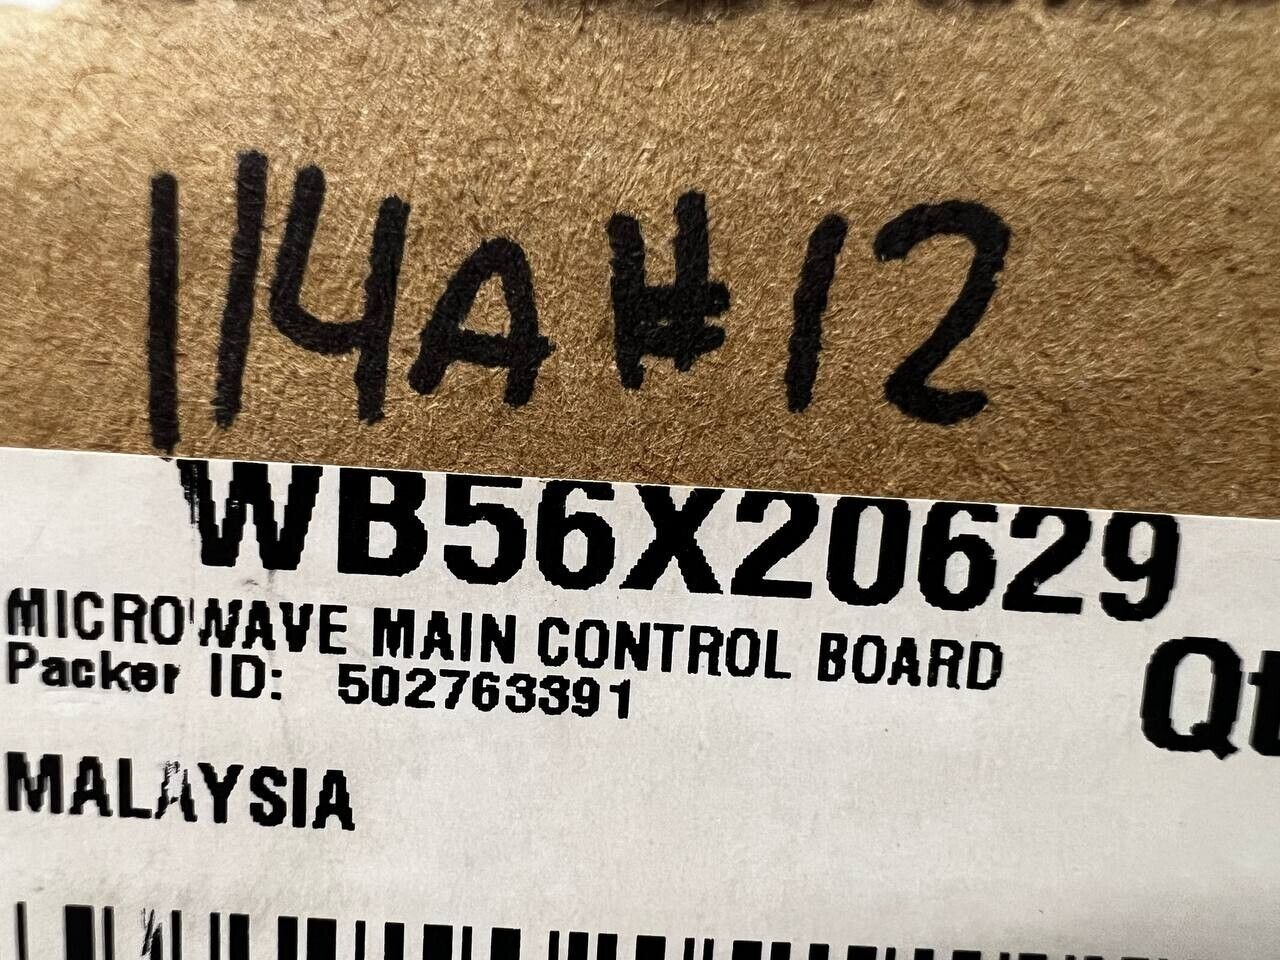 114A #12
WB56X20629
MICROWAVE MAIN CONTROL BOARD
Packer ID: 502763391
Qt
MALAYSIA